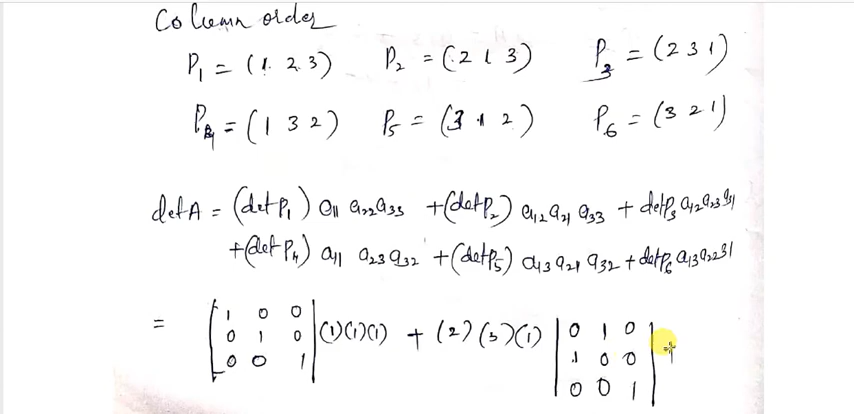 Column order
P₁ = (1 2 3) P₂ = (2 1 3) P₃ = (2 3 1)
P₄ = (1 3 2) P₅ = (3 1 2) P₆ = (3 2 1)
det A = (det P₁) a₁₁ a₂₂ a₃₃ + (det P₂) a₁₂ a₂₁ a₃₃ + det P₃ a₁₂ a₂₃ a₃₁
+ (det P₄) a₁₁ a₂₃ a₃₂ + (det P₅) a₁₃ a₂₁ a₃₂ + det P₆ a₁₃ a₂₂ 31
= | 1 0 0 | (1)(1)(1) + (2)(3)(1) | 0 1 0 | +
0 1 0 1 0 0
0 0 1 0 0 1